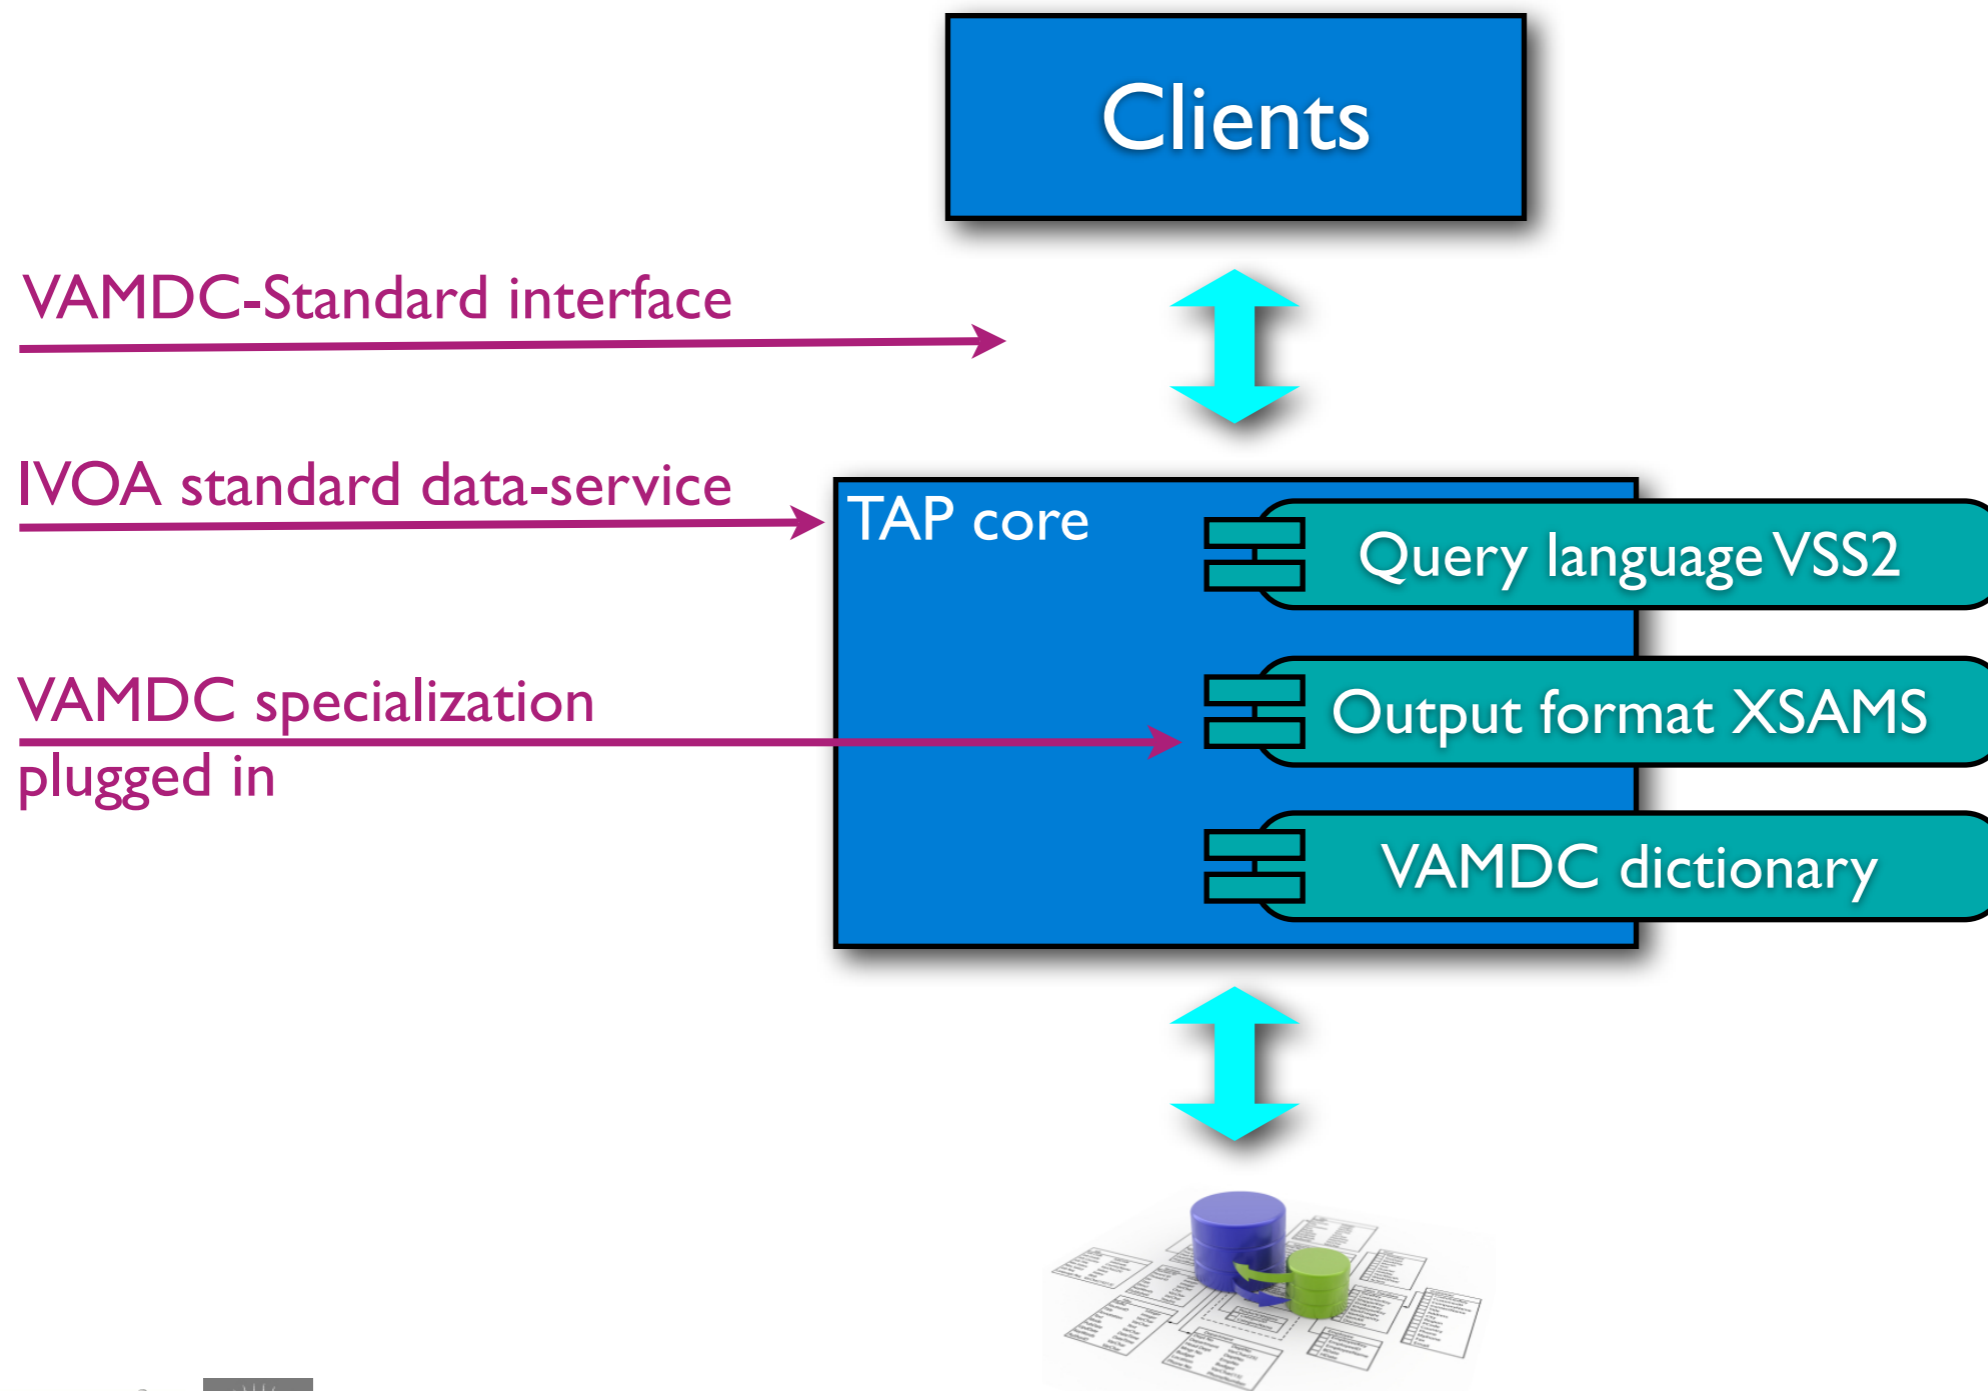 Clients
VAMDC-Standard interface
IVOA standard data-service
TAP core
Query language VSS2
VAMDC specialization
plugged in
Output format XSAMS
VAMDC dictionary